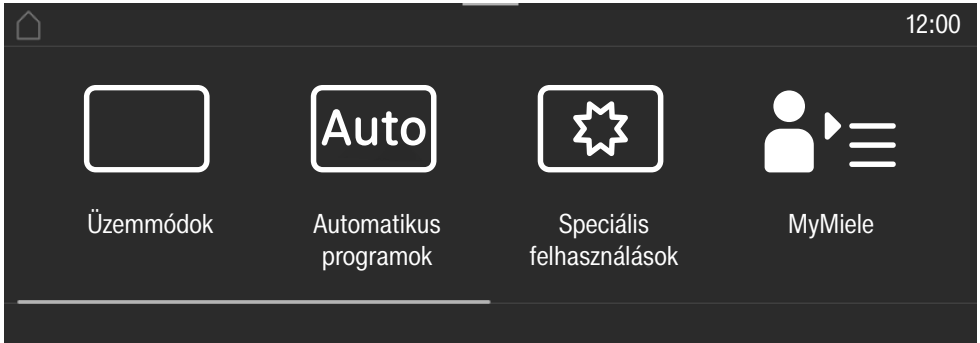 12:00
Auto
Üzemmódok
Automatikus
programok
Speciális
felhasználások
MyMiele